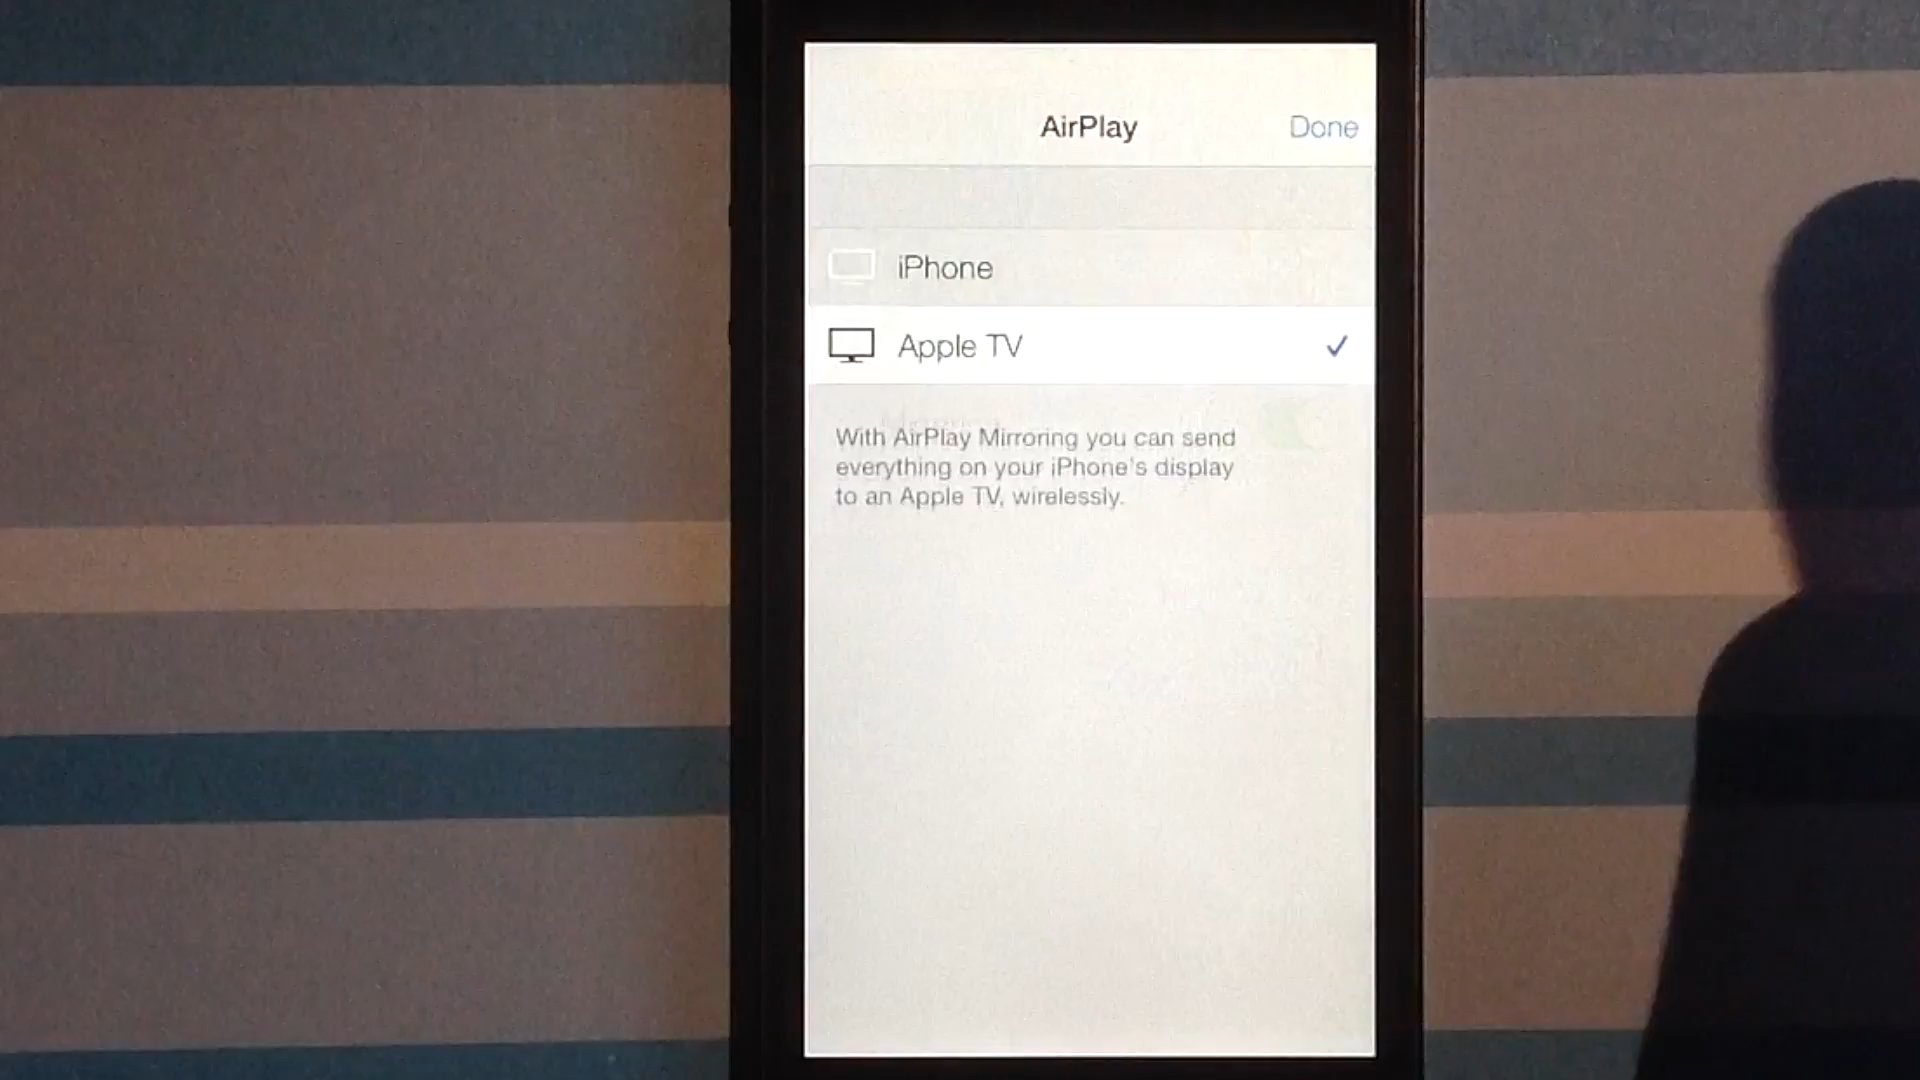 AirPlay
Done
iPhone
Apple TV
With AirPlay Mirroring you can send
everything on your iPhone's display
to an Apple TV, wirelessly.